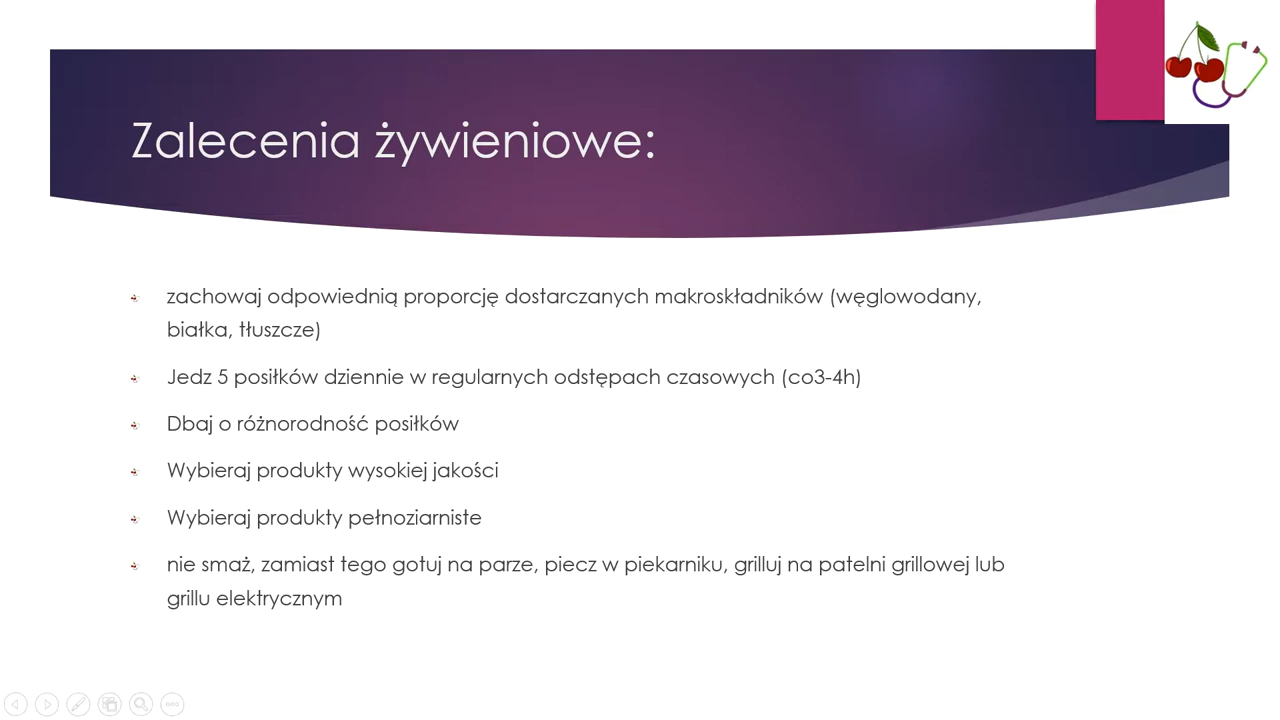 Zalecenia żywieniowe:
zachowaj odpowiednią proporcję dostarczanych makroskładników (węglowodany,
białka, tłuszcze)
Jedz 5 posiłków dziennie w regularnych odstępach czasowych (co3-4h)
Dbaj o różnorodność posiłków
Wybieraj produkty wysokiej jakości
Wybieraj produkty pełnoziarniste
nie smaż, zamiast tego gotuj na parze, piecz w piekarniku, grilluj na patelni grillowej lub
grillu elektrycznym